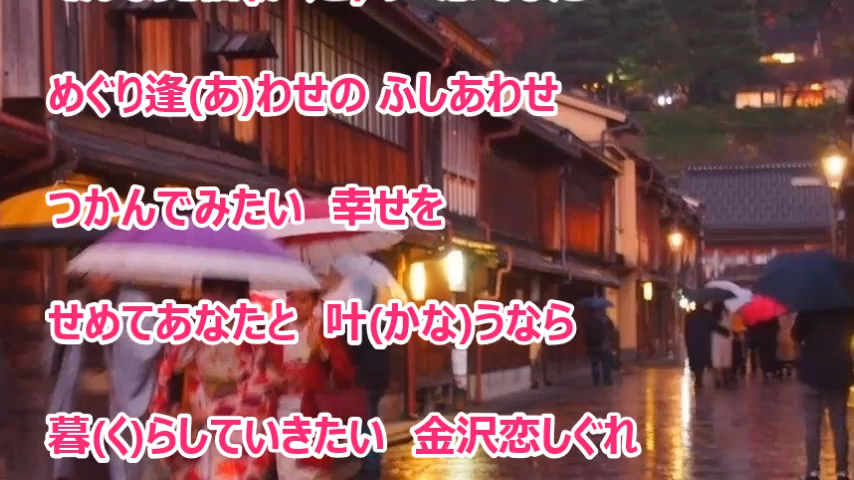 めぐり逢(あ)わせの ふしあわせ
つかんでみたい　幸せを
せめてあなたと　叶(かな)うなら
暮(く)らしていきたい　金沢恋しぐれ